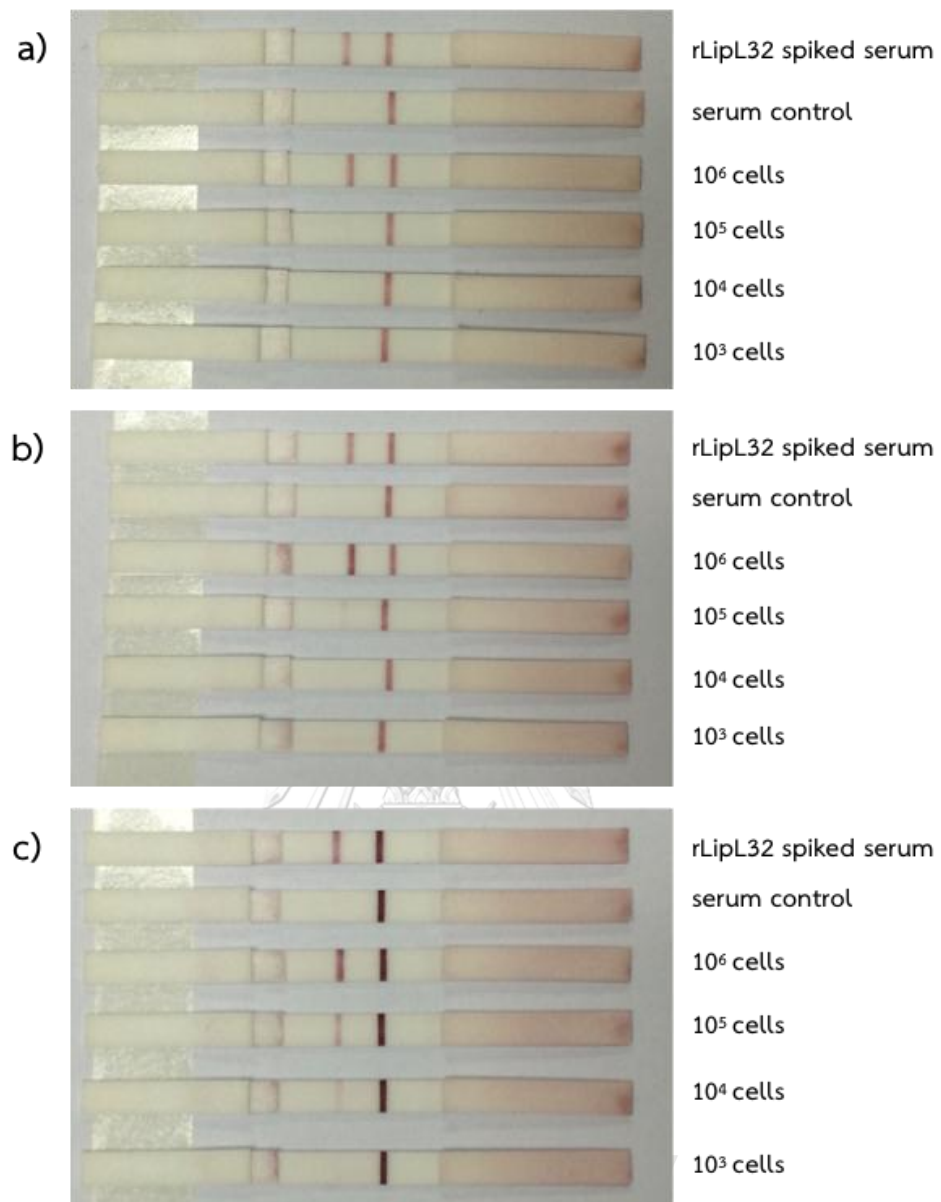 a)
rLipL32 spiked serum
serum control
10⁶ cells
10⁵ cells
10⁴ cells
10³ cells
b)
rLipL32 spiked serum
serum control
10⁶ cells
10⁵ cells
10⁴ cells
10³ cells
c)
rLipL32 spiked serum
serum control
10⁶ cells
10⁵ cells
10⁴ cells
10³ cells